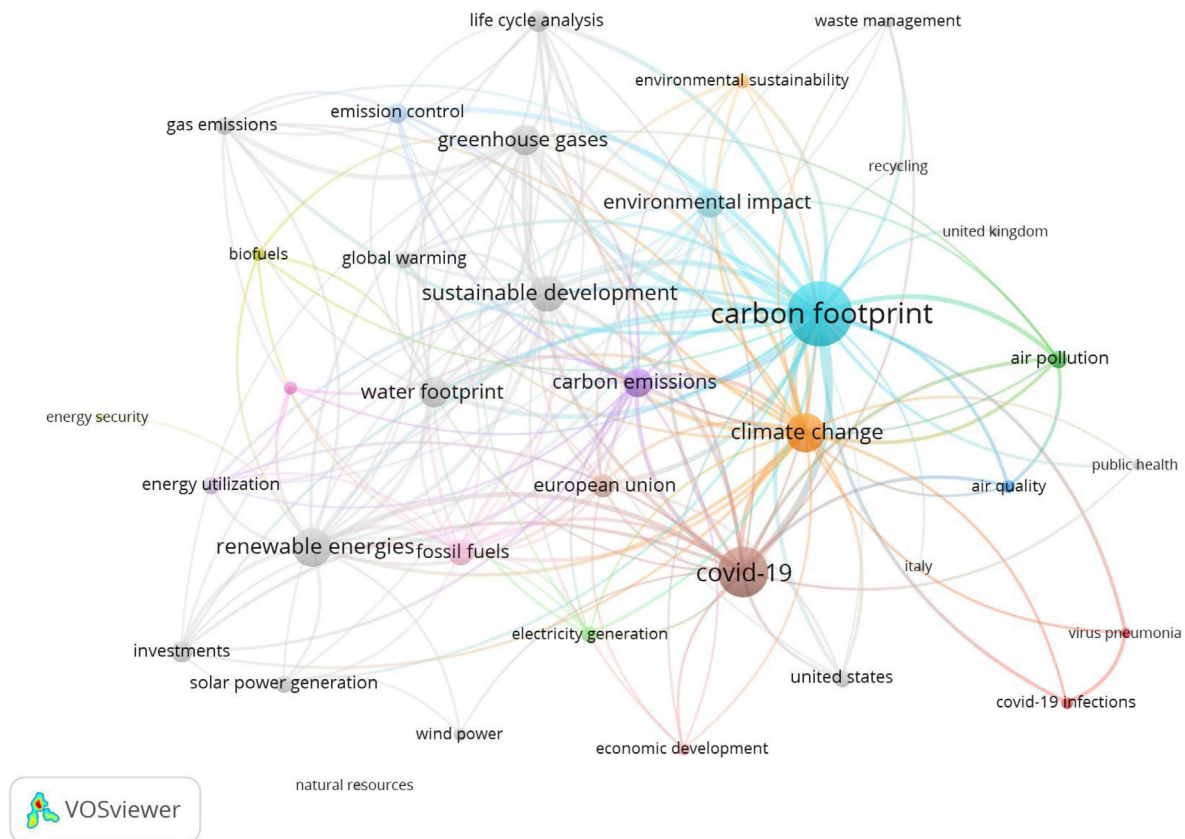 life cycle analysis
waste management
environmental sustainability
emission control
gas emissions
greenhouse gases
recycling
environmental impact
united kingdom
biofuels
global warming
sustainable development
carbon footprint
air pollution
carbon emissions
water footprint
energy security
climate change
public health
energy utilization
european union
air quality
renewable energies
fossil fuels
italy
covid-19
electricity generation
virus pneumonia
investments
solar power generation
united states
covid-19 infections
wind power
economic development
natural resources
VOSviewer